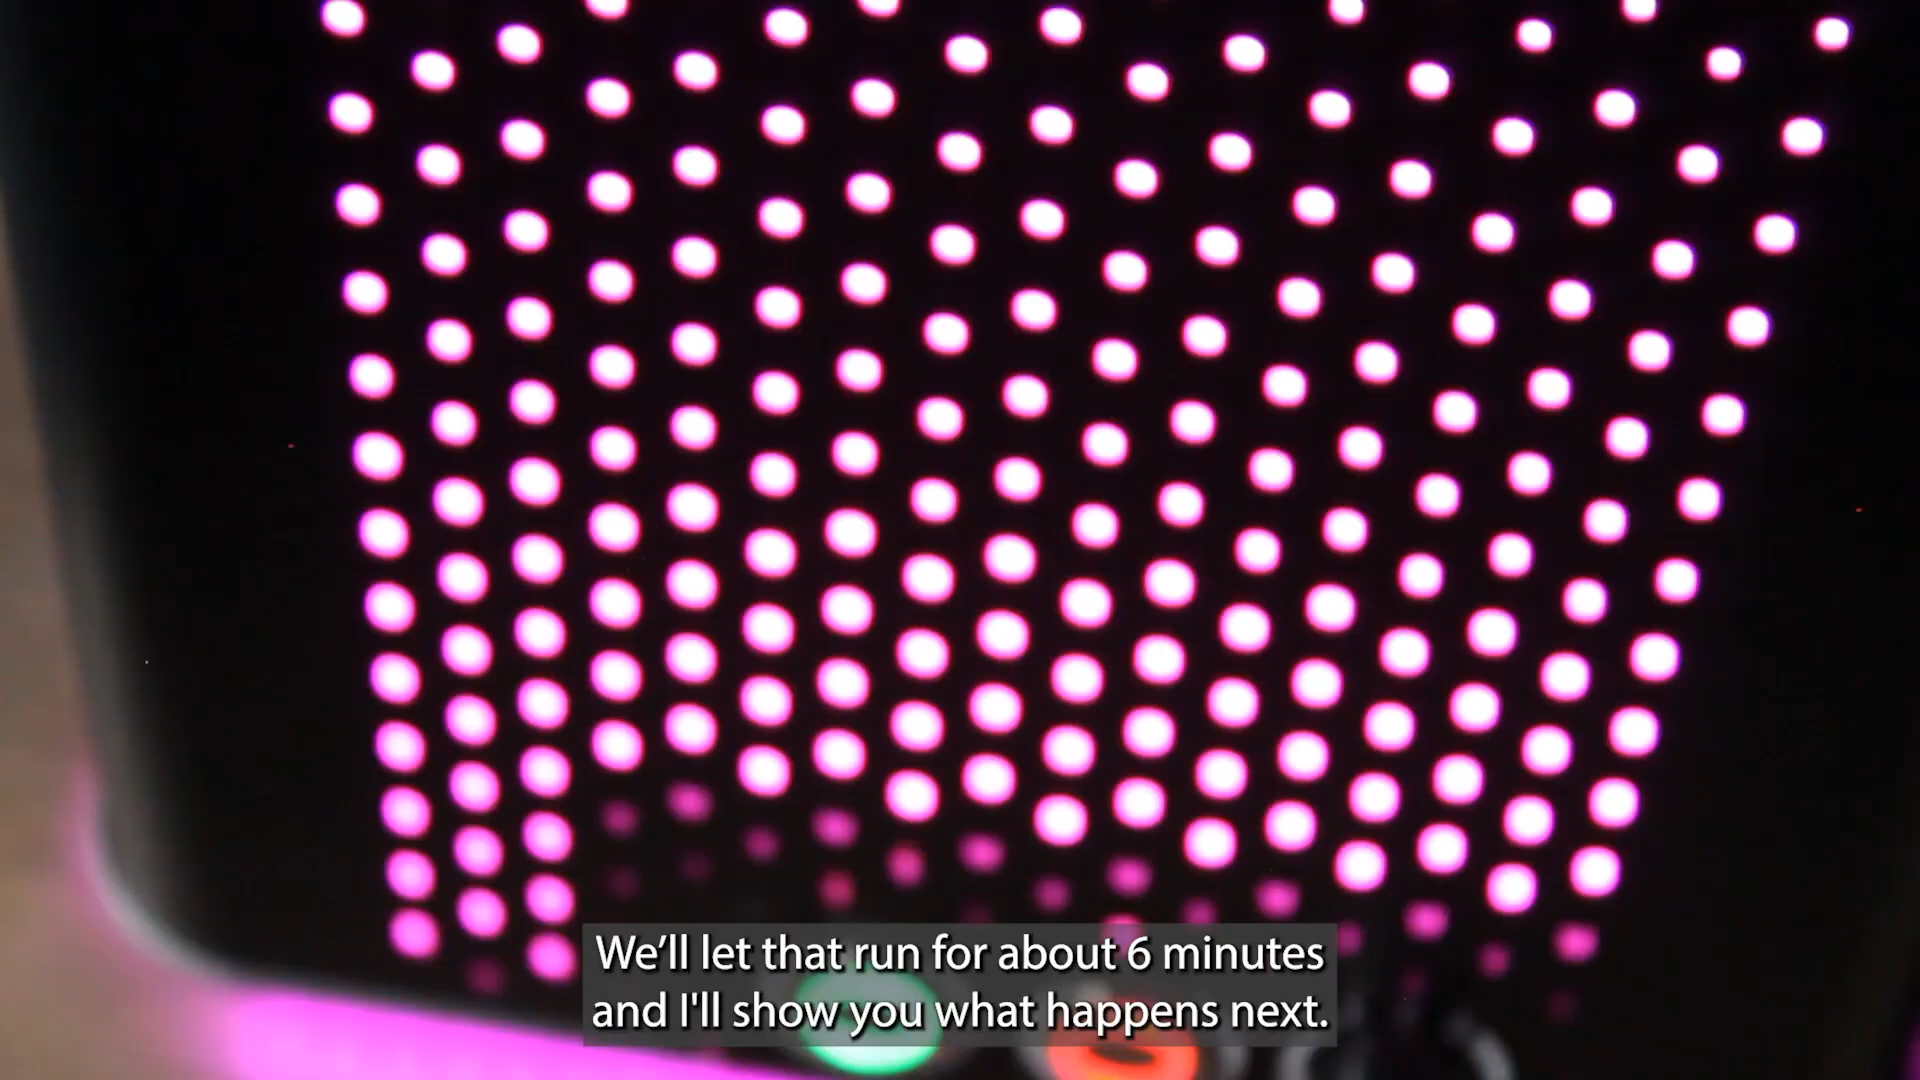 We’ll let that run for about 6 minutes
and I'll show you what happens next.